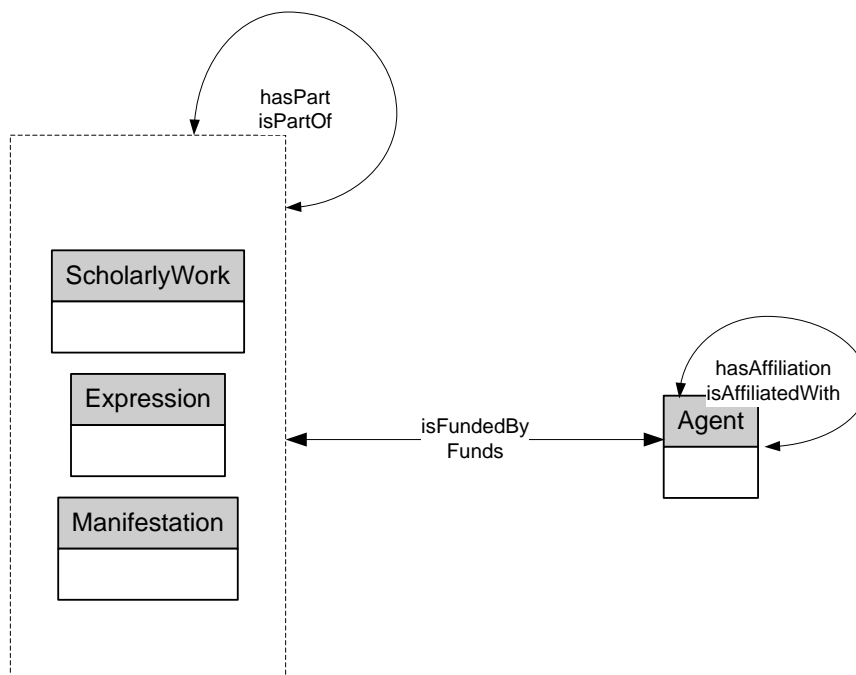 hasPart
isPartOf
ScholarlyWork
hasAffiliation
isAffiliatedWith
Expression
Agent
isFundedBy
Funds
Manifestation